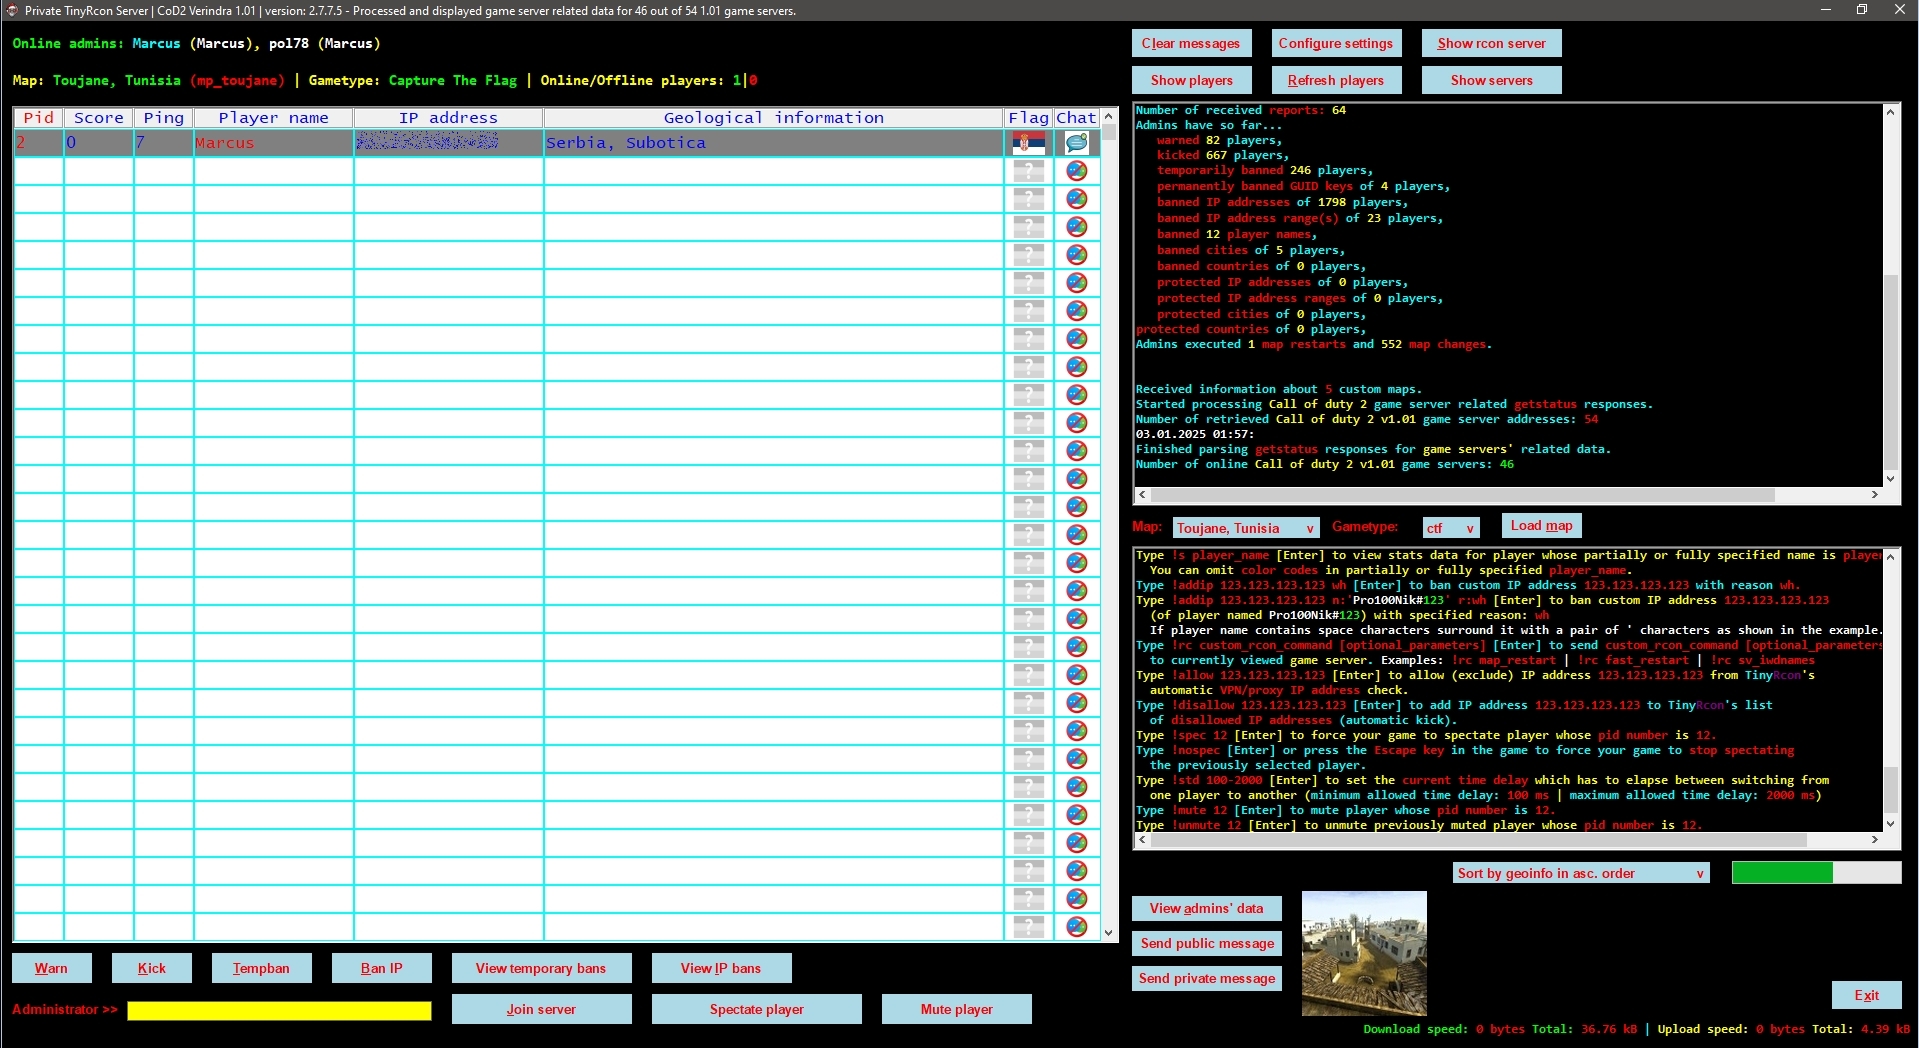 Private TinyRcon Server | CoD2 Verindra 1.01 | version: 2.7.7.5 - Processed and displayed game server related data for 46 out of 54 1.01 game servers.
Online admins: Marcus (Marcus), pol78 (Marcus)
Map: Toujane, Tunisia (mp_toujane) | Gametype: Capture The Flag | Online/Offline players: 1|0
Pid Score Ping Player name IP address Geological information Flag Chat
2 0 7 Marcus Serbia, Subotica
Warn Kick Tempban Ban IP View temporary bans View IP bans
Administrator >> Join server Spectate player Mute player
Clear messages Configure settings Show rcon server
Show players Refresh players Show servers
Number of received reports: 64
Admins have so far...
warned 82 players,
kicked 667 players,
temporarily banned 246 players,
permanently banned GUID keys of 4 players,
banned IP addresses of 1798 players,
banned IP address range(s) of 23 players,
banned 12 player names,
banned cities of 5 players,
banned countries of 0 players,
protected IP addresses of 0 players,
protected IP address ranges of 0 players,
protected cities of 0 players,
protected countries of 0 players,
Admins executed 1 map restarts and 552 map changes.
Received information about 5 custom maps.
Started processing Call of duty 2 game server related getstatus responses.
Number of retrieved Call of duty 2 v1.01 game server addresses: 54
03.01.2025 01:57:
Finished parsing getstatus responses for game servers' related data.
Number of online Call of duty 2 v1.01 game servers: 46
Map: Toujane, Tunisia v Gametype: ctf v Load map
Type !s player_name [Enter] to view stats data for player whose partially or fully specified name is player
You can omit color codes in partially or fully specified player_name.
Type !addip 123.123.123.123 wh [Enter] to ban custom IP address 123.123.123.123 with reason wh.
Type !addip 123.123.123.123 n:'Pro100Nik#123' r:wh [Enter] to ban custom IP address 123.123.123.123
(of player named Pro100Nik#123) with specified reason: wh
If player name contains space characters surround it with a pair of ' characters as shown in the example.
Type !rc custom_rcon_command [optional_parameters] [Enter] to send custom_rcon_command [optional_parameters
to currently viewed game server. Examples: !rc map_restart | !rc fast_restart | !rc sv_iwdnames
Type !allow 123.123.123.123 [Enter] to allow (exclude) IP address 123.123.123.123 from TinyRcon's
automatic VPN/proxy IP address check.
Type !disallow 123.123.123.123 [Enter] to add IP address 123.123.123.123 to TinyRcon's list
of disallowed IP addresses (automatic kick).
Type !spec 12 [Enter] to force your game to spectate player whose pid number is 12.
Type !nospec [Enter] or press the Escape key in the game to force your game to stop spectating
the previously selected player.
Type !std 100-2000 [Enter] to set the current time delay which has to elapse between switching from
one player to another (minimum allowed time delay: 100 ms | maximum allowed time delay: 2000 ms)
Type !mute 12 [Enter] to mute player whose pid number is 12.
Type !unmute 12 [Enter] to unmute previously muted player whose pid number is 12.
Sort by geoinfo in asc. order v
View admins' data
Send public message
Send private message
Exit
Download speed: 0 bytes Total: 36.76 kB | Upload speed: 0 bytes Total: 4.39 kB